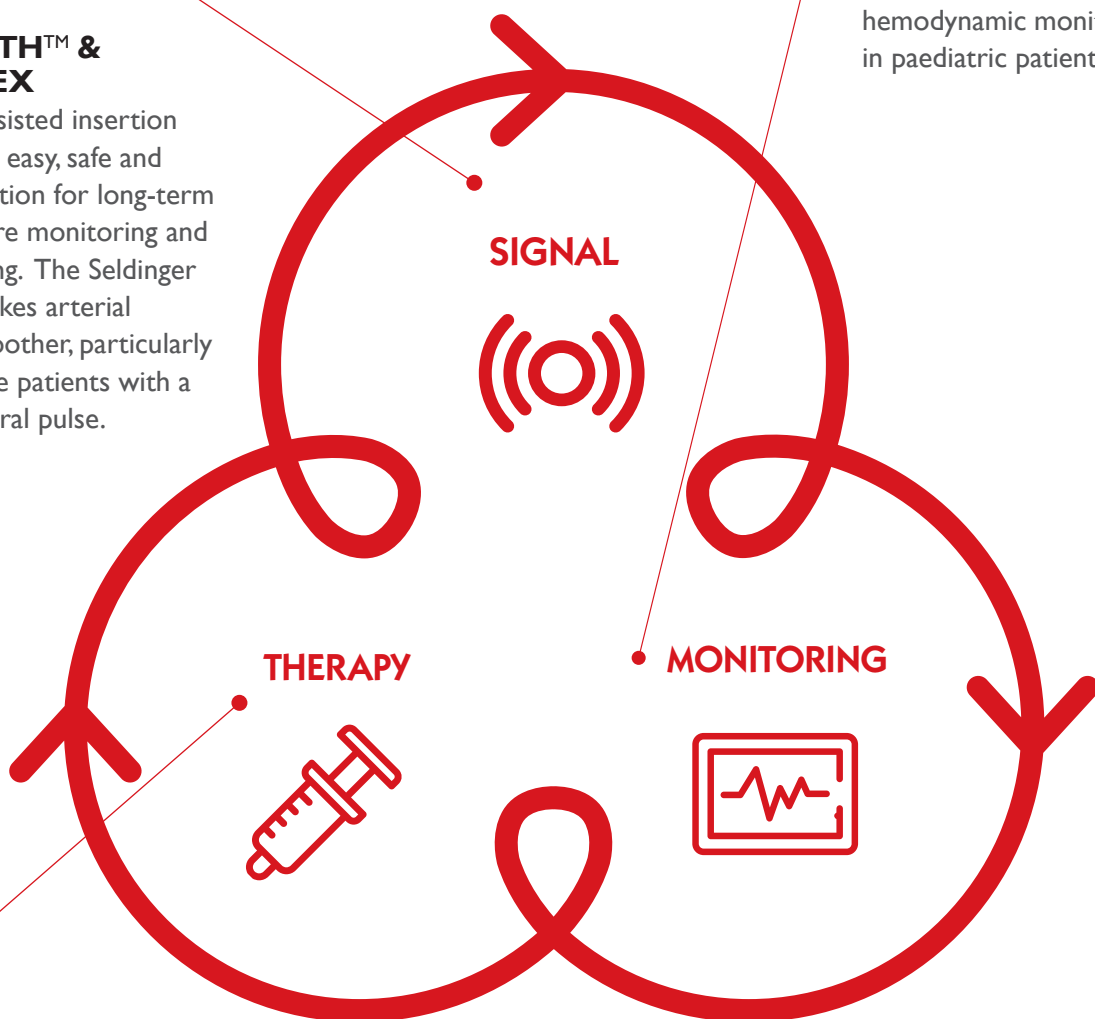 TH™ &
EX
sisted insertion
easy, safe and
tion for long-term
re monitoring and
ng. The Seldinger
kes arterial
other, particularly
e patients with a
ral pulse.
hemodynamic moni
in paediatric patient
SIGNAL
THERAPY
MONITORING